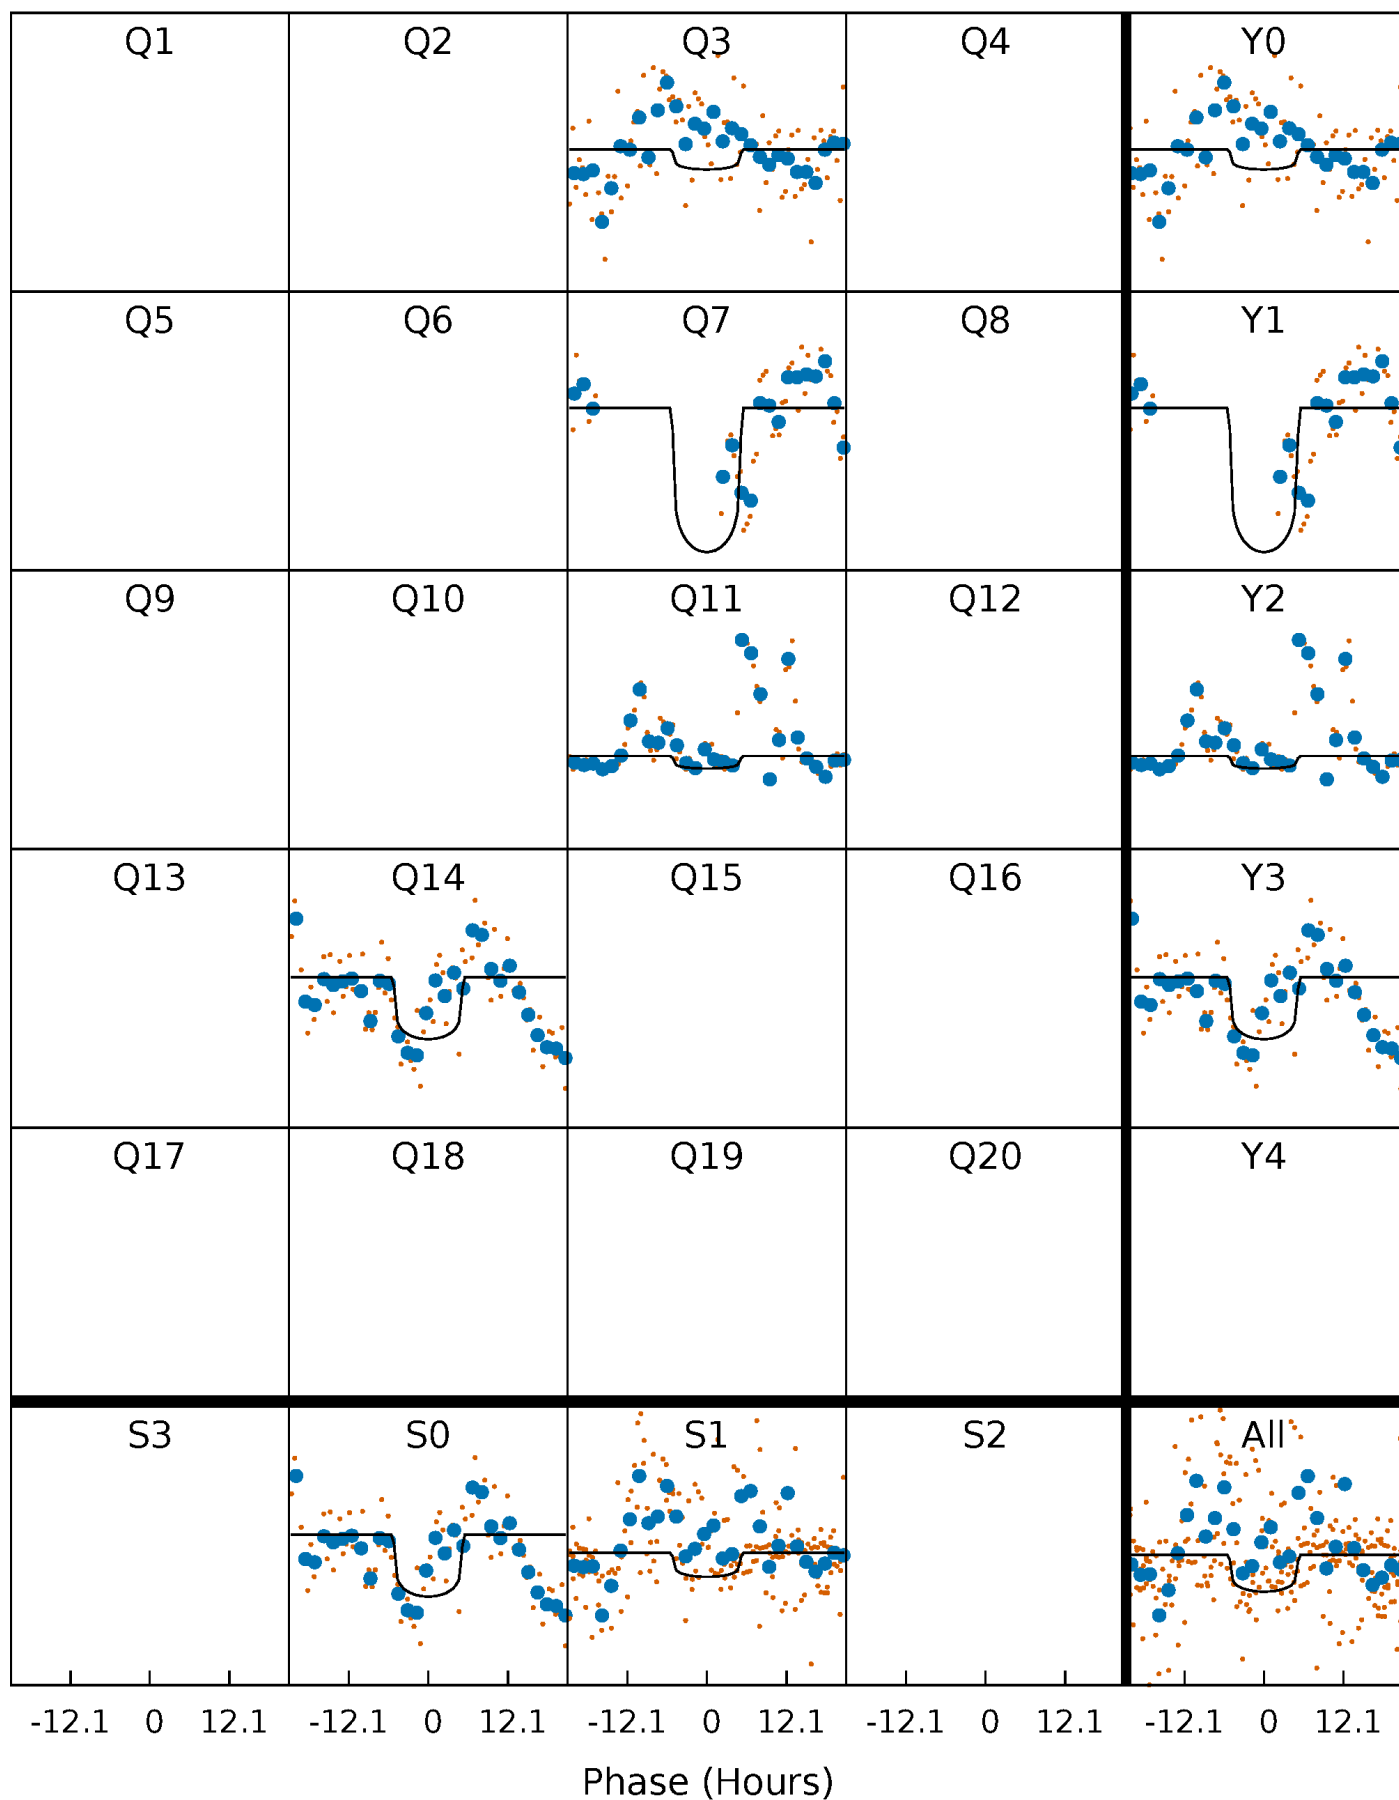 Q1 Q2 Q3 Q4 Y0
Q5 Q6 Q7 Q8 Y1
Q9 Q10 Q11 Q12 Y2
Q13 Q14 Q15 Q16 Y3
Q17 Q18 Q19 Q20 Y4
S3 S0 S1 S2 All
-12.1 0 12.1 -12.1 0 12.1 -12.1 0 12.1 -12.1 0 12.1 -12.1 0 12.1
Phase (Hours)